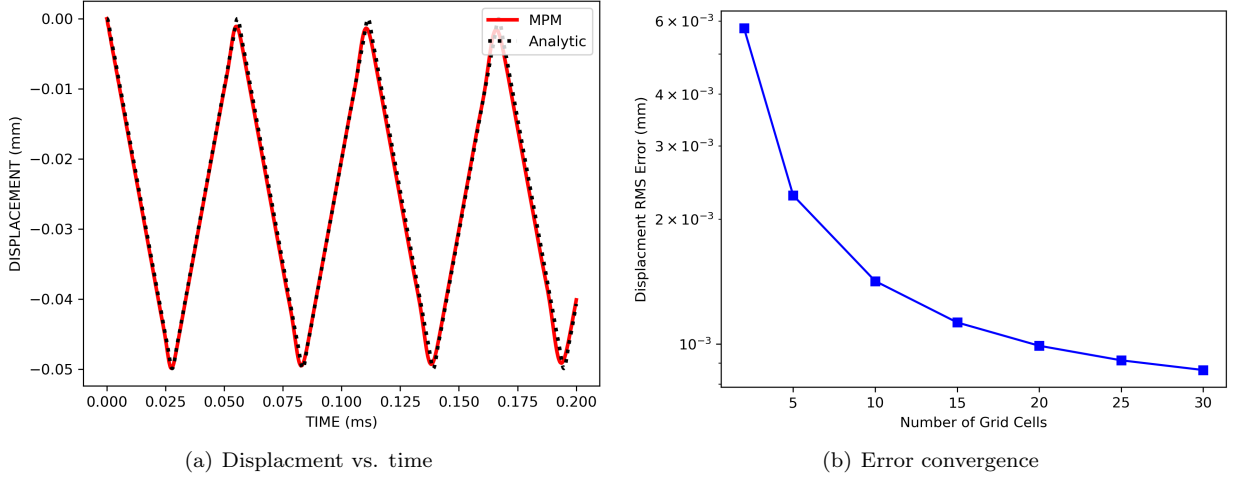 0.00
−0.01
−0.02
−0.03
−0.04
−0.05
DISPLACEMENT (mm)
MPM
Analytic
0.000 0.025 0.050 0.075 0.100 0.125 0.150 0.175 0.200
TIME (ms)
(a) Displacment vs. time
6 × 10⁻³
4 × 10⁻³
3 × 10⁻³
2 × 10⁻³
10⁻³
Displacment RMS Error (mm)
5 10 15 20 25 30
Number of Grid Cells
(b) Error convergence